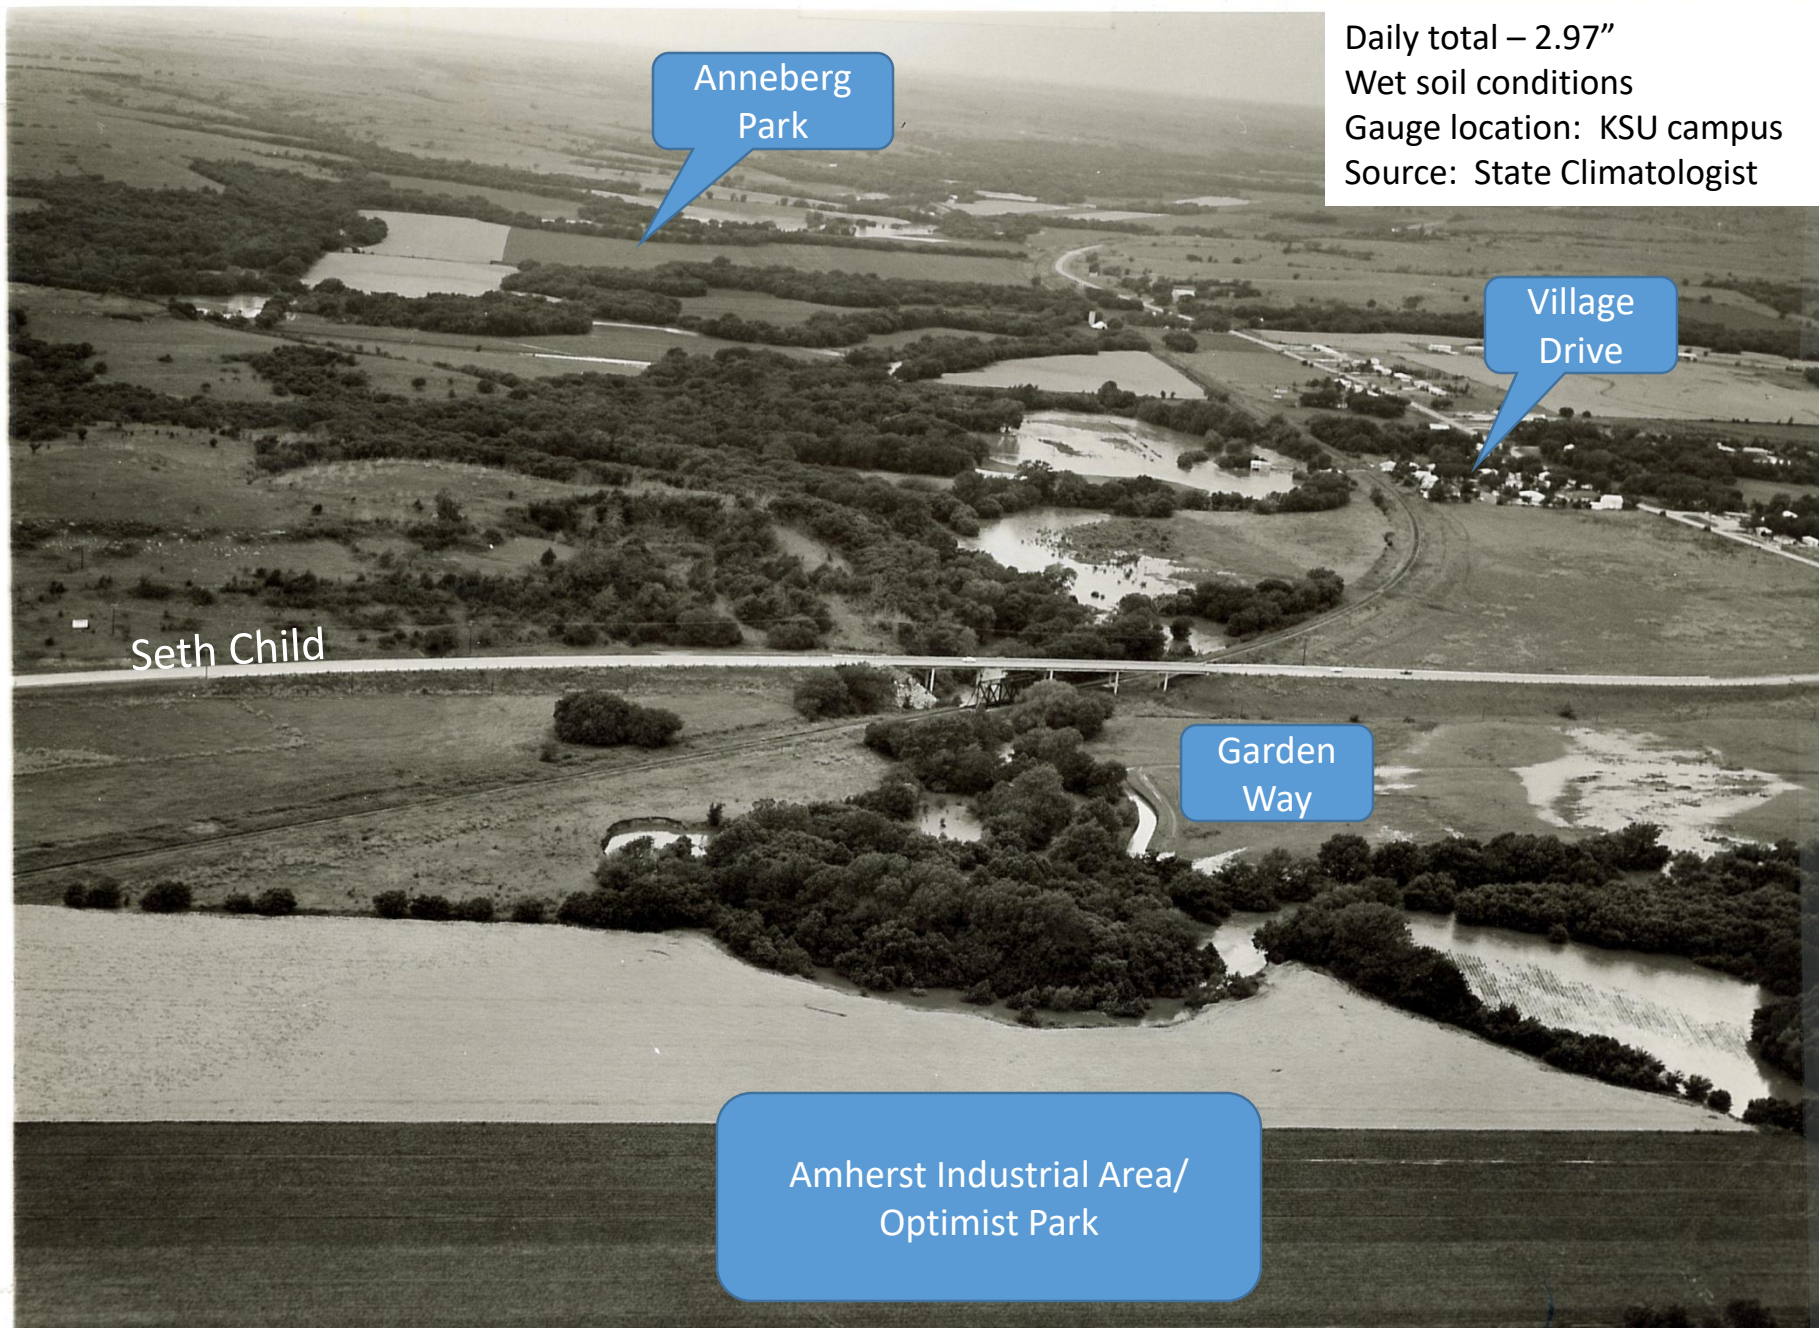 Daily total – 2.97”
Wet soil conditions
Gauge location:  KSU campus
Source:  State Climatologist
Anneberg
Park
Village
Drive
Seth Child
Garden
Way
Amherst Industrial Area/
Optimist Park